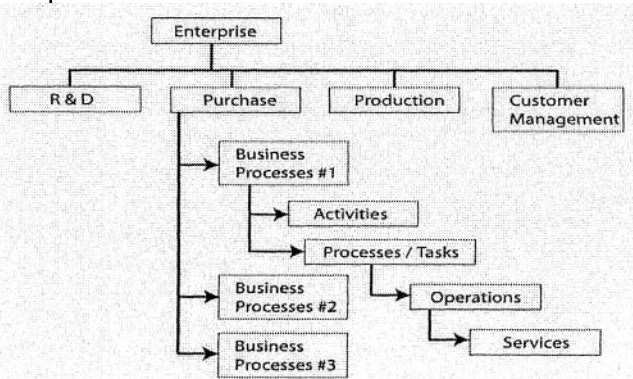 Enterprise
R & D
Purchase
Production
Customer
Management
Business
Processes #1
Activities
Processes / Tasks
Business
Processes #2
Operations
Services
Business
Processes #3